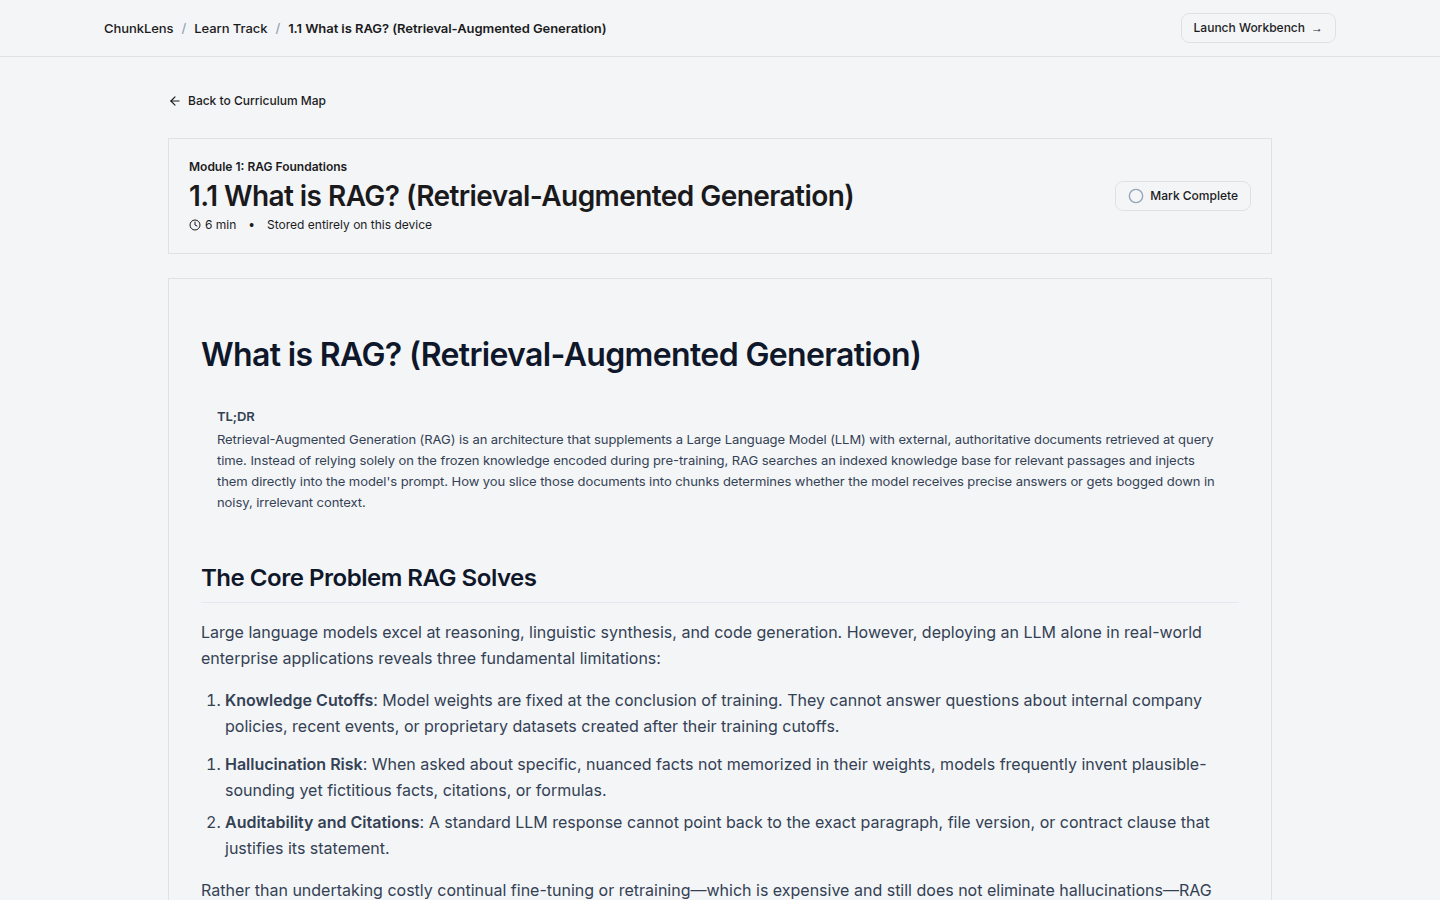 ChunkLens / Learn Track / 1.1 What is RAG? (Retrieval-Augmented Generation)
Launch Workbench →
← Back to Curriculum Map
Module 1: RAG Foundations
1.1 What is RAG? (Retrieval-Augmented Generation)
6 min • Stored entirely on this device
Mark Complete
What is RAG? (Retrieval-Augmented Generation)
TL;DR
Retrieval-Augmented Generation (RAG) is an architecture that supplements a Large Language Model (LLM) with external, authoritative documents retrieved at query
time. Instead of relying solely on the frozen knowledge encoded during pre-training, RAG searches an indexed knowledge base for relevant passages and injects
them directly into the model's prompt. How you slice those documents into chunks determines whether the model receives precise answers or gets bogged down in
noisy, irrelevant context.
The Core Problem RAG Solves
Large language models excel at reasoning, linguistic synthesis, and code generation. However, deploying an LLM alone in real-world
enterprise applications reveals three fundamental limitations:
1. Knowledge Cutoffs: Model weights are fixed at the conclusion of training. They cannot answer questions about internal company
policies, recent events, or proprietary datasets created after their training cutoffs.
1. Hallucination Risk: When asked about specific, nuanced facts not memorized in their weights, models frequently invent plausible-
sounding yet fictitious facts, citations, or formulas.
2. Auditability and Citations: A standard LLM response cannot point back to the exact paragraph, file version, or contract clause that
justifies its statement.
Rather than undertaking costly continual fine-tuning or retraining—which is expensive and still does not eliminate hallucinations—RAG